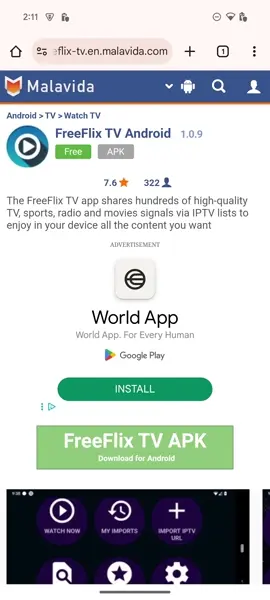 2:11
eflix-tv.en.malavida.com
1
Malavida
Android > TV > Watch TV
FreeFlix TV Android 1.0.9
Free APK
7.6 322
The FreeFlix TV app shares hundreds of high-quality
TV, sports, radio and movies signals via IPTV lists to
enjoy in your device all the content you want
ADVERTISEMENT
World App
World App. For Every Human
Google Play
INSTALL
FreeFlix TV APK
Download for Android
WATCH NOW
MY IMPORTS
IMPORT IPTV
URL